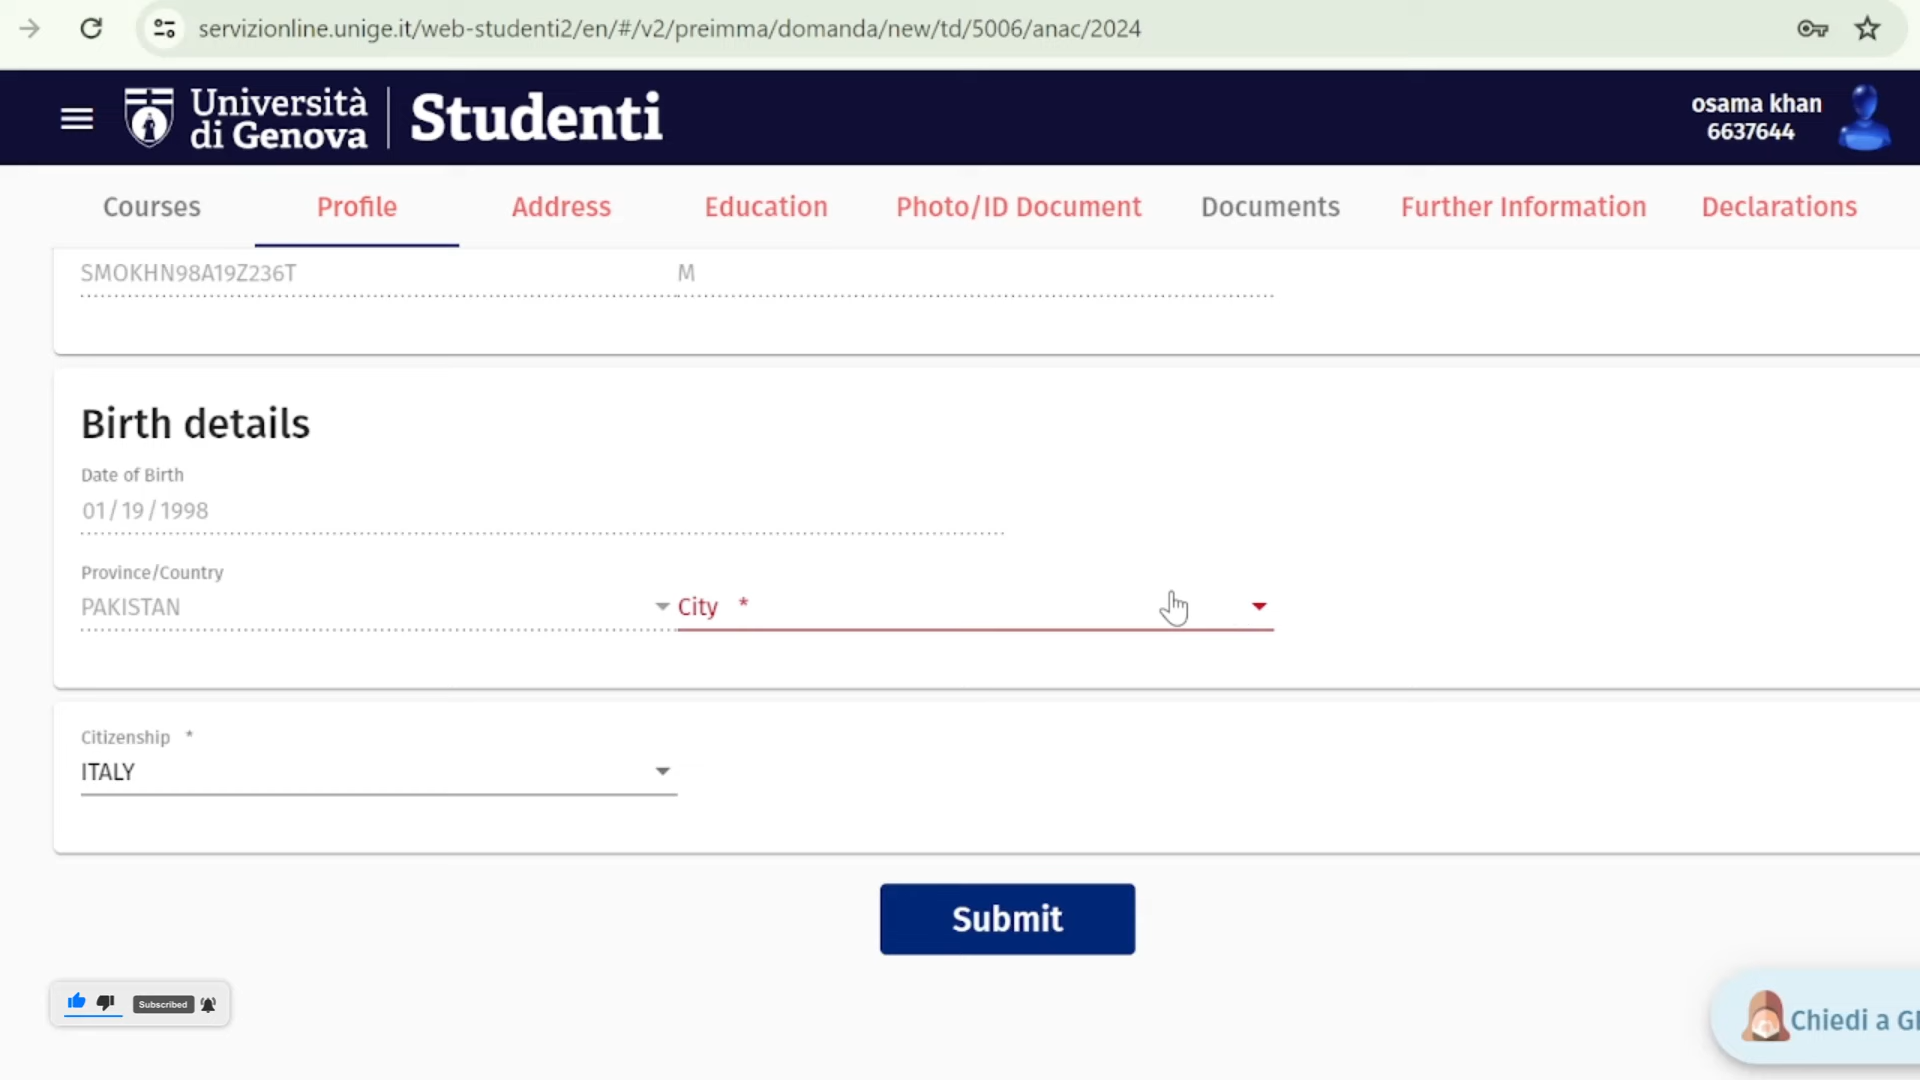 servizionline.unige.it/web-studenti2/en/#/v2/preimma/domanda/new/td/5006/anac/2024
Università
di Genova
Studenti
osama khan
6637644
Courses Profile Address Education Photo/ID Document Documents Further Information Declarations
SMOKHN98A19Z236T M
Birth details
Date of Birth
01/19/1998
Province/Country
PAKISTAN City *
Citizenship *
ITALY
Submit
Subscribed
Chiedi a